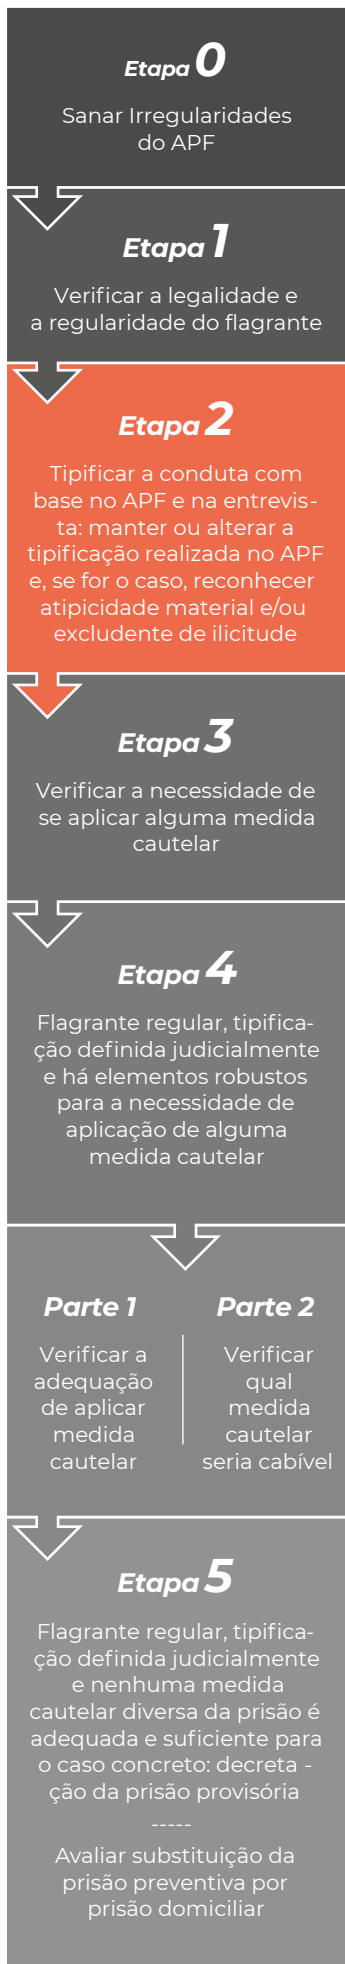 Etapa 0
Sanar Irregularidades
do APF
Etapa 1
Verificar a legalidade e
a regularidade do flagrante
Etapa 2
Tipificar a conduta com
base no APF e na entrevis-
ta: manter ou alterar a
tipificação realizada no APF
e, se for o caso, reconhecer
atipicidade material e/ou
excludente de ilicitude
Etapa 3
Verificar a necessidade de
se aplicar alguma medida
cautelar
Etapa 4
Flagrante regular, tipifica-
ção definida judicialmente
e há elementos robustos
para a necessidade de
aplicação de alguma
medida cautelar
Parte 1
Verificar a
adequação
de aplicar
medida
cautelar
Parte 2
Verificar
qual
medida
cautelar
seria cabível
Etapa 5
Flagrante regular, tipifica-
ção definida judicialmente
e nenhuma medida
cautelar diversa da prisão é
adequada e suficiente para
o caso concreto: decreta -
ção da prisão provisória
-----
Avaliar substituição da
prisão preventiva por
prisão domiciliar